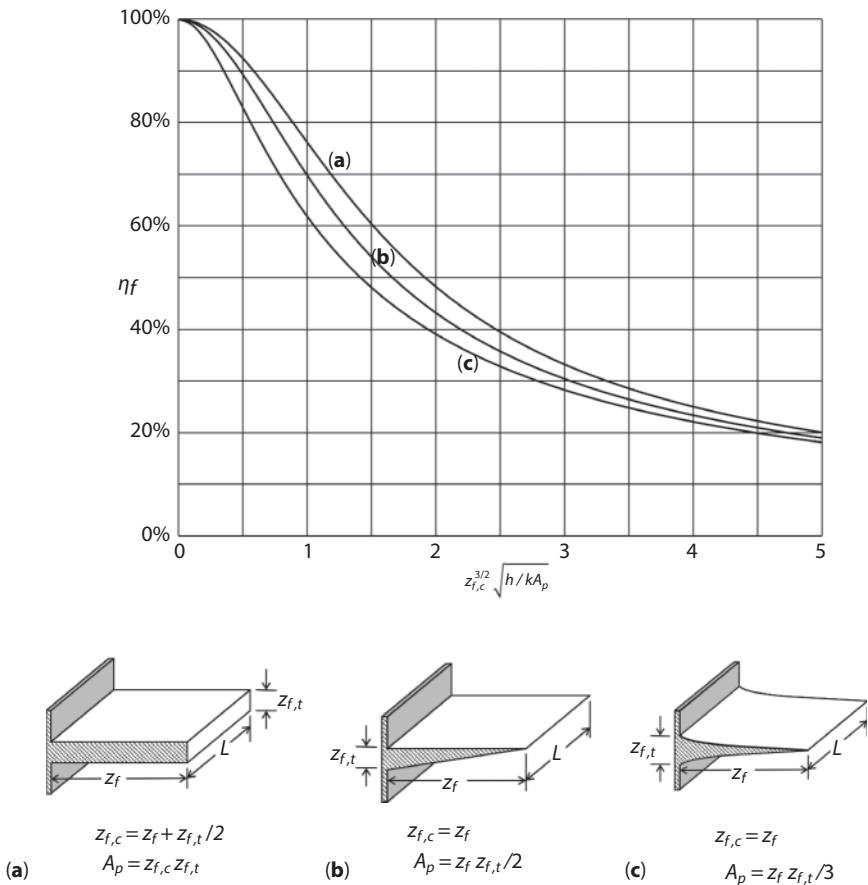 100%
80%
(a)
60%
(b)
ηf
40%
(c)
20%
0%
0 1 2 3 4 5
z_{f,c}^{3/2} √h / kA_p
z_{f,t}
L
z_f
z_{f,t}
L
z_f
z_{f,t}
L
z_f
z_{f,c} = z_f + z_{f,t} /2
(a) A_p = z_{f,c} z_{f,t}
z_{f,c} = z_f
(b) A_p = z_f z_{f,t} /2
z_{f,c} = z_f
(c) A_p = z_f z_{f,t} /3